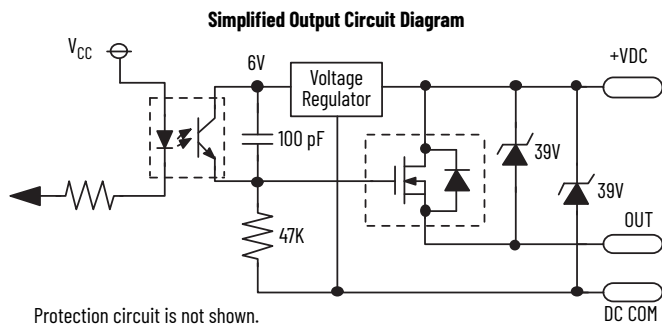 Simplified Output Circuit Diagram
V_CC
6V
Voltage
Regulator
+VDC
100 pF
39V
39V
47K
OUT
DC COM
Protection circuit is not shown.